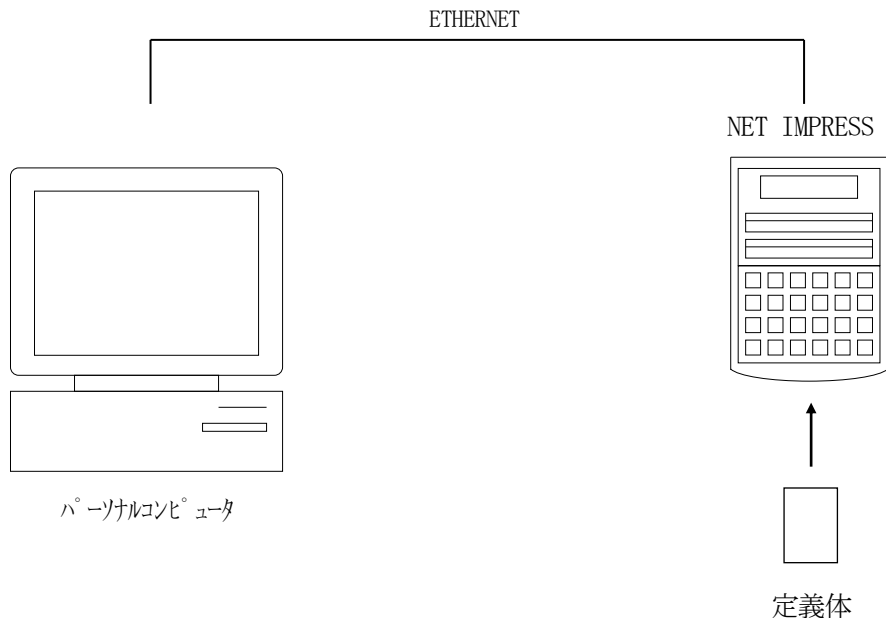 ETHERNET
NET IMPRESS
ﾊﾟｰｿﾅﾙｺﾝﾋﾟｭｰﾀ
定義体